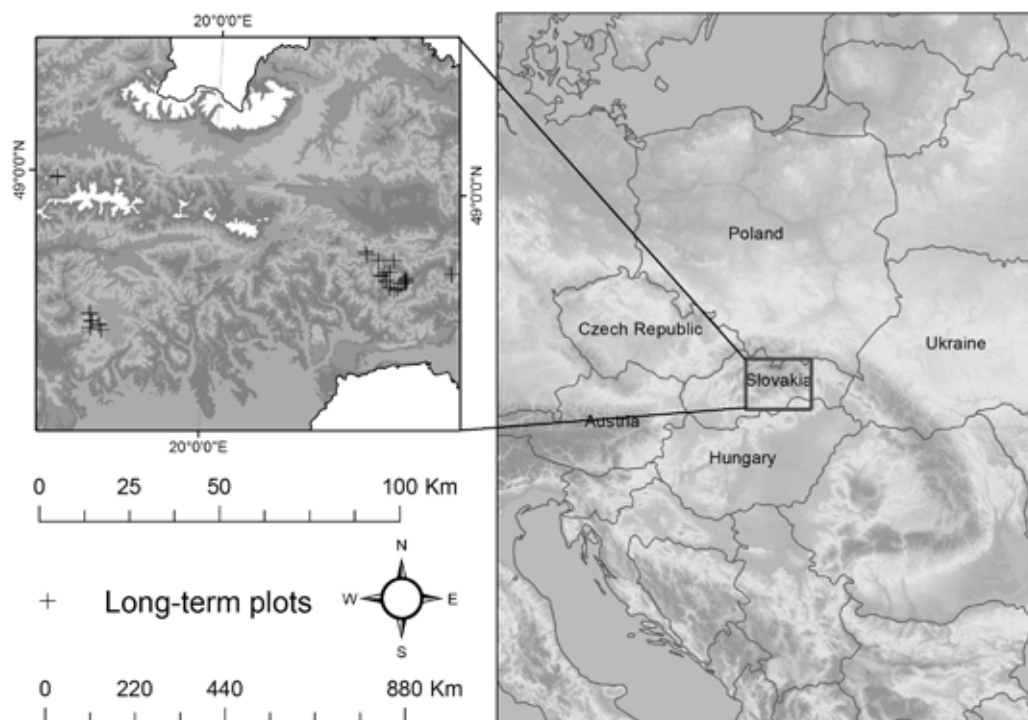 20°0'0"E
49°0'0"N
49°0'0"N
20°0'0"E
0 25 50 100 Km
N
W E
S
Long-term plots
0 220 440 880 Km
Poland
Czech Republic
Ukraine
Slovakia
Austria
Hungary